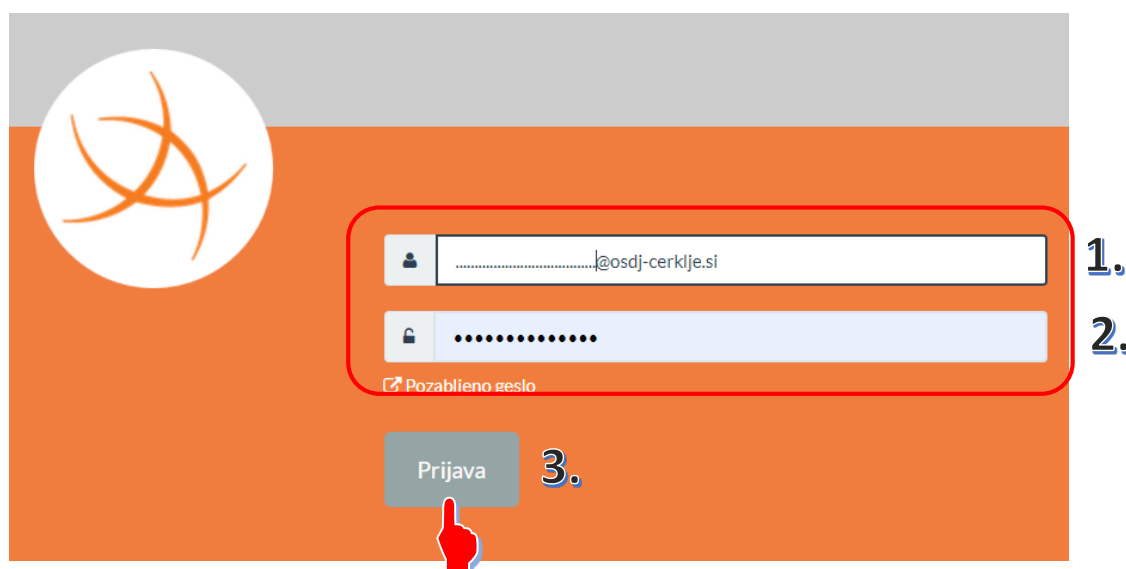 ......................................@osdj-cerklje.si
1.
••••••••••••••
2.
Pozabljeno geslo
Prijava
3.